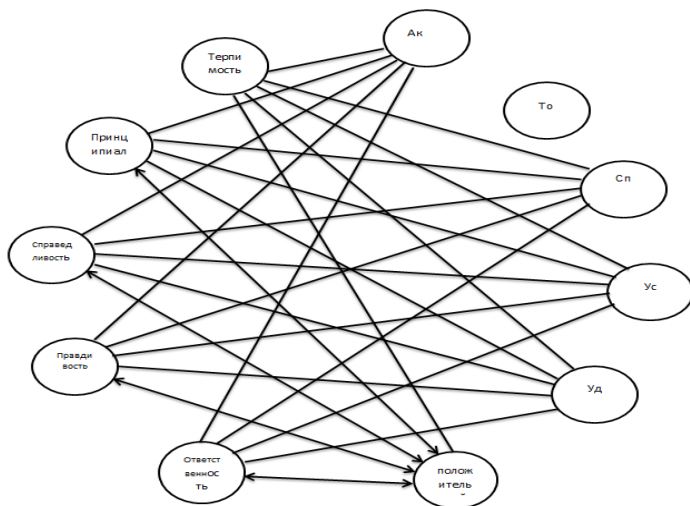 Ак
Терпи
мость
То
Принц
ипиал
Сп
Справед
ливость
Ус
Правди
вость
Уд
Ответст
веннос
ть
полож
итель